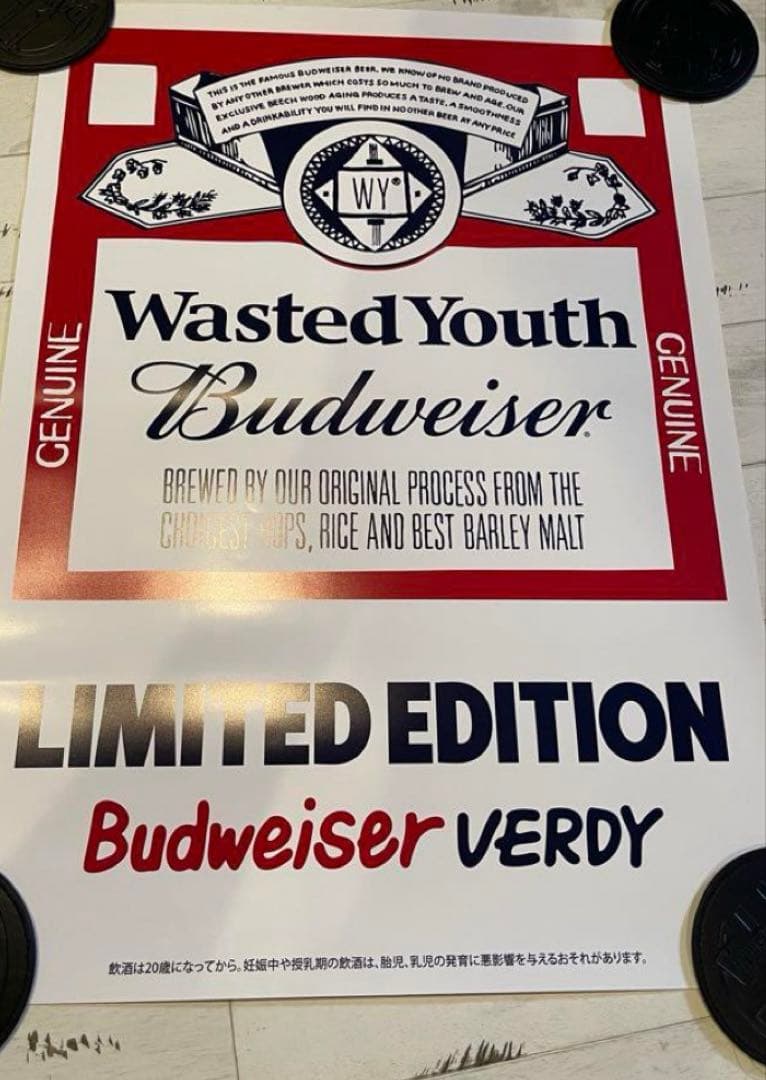 THIS IS THE FAMOUS BUDWEISER BEER. WE KNOW OF NO BRAND PRODUCED
BY ANY OTHER BREWER WHICH COSTS SO MUCH TO BREW AND AGE. OUR
EXCLUSIVE BEECH WOOD AGING PRODUCES A TASTE, A SMOOTHNESS
AND A DRINKABILITY YOU WILL FIND IN NO OTHER BEER AT ANY PRICE
WY®
Wasted Youth
GENUINE
GENUINE
Budweiser®
BREWED BY OUR ORIGINAL PROCESS FROM THE
CHOICEST HOPS, RICE AND BEST BARLEY MALT
LIMITED EDITION
Budweiser VERDY
飲酒は20歳になってから。妊娠中や授乳期の飲酒は、胎児、乳児の発育に悪影響を与えるおそれがあります。